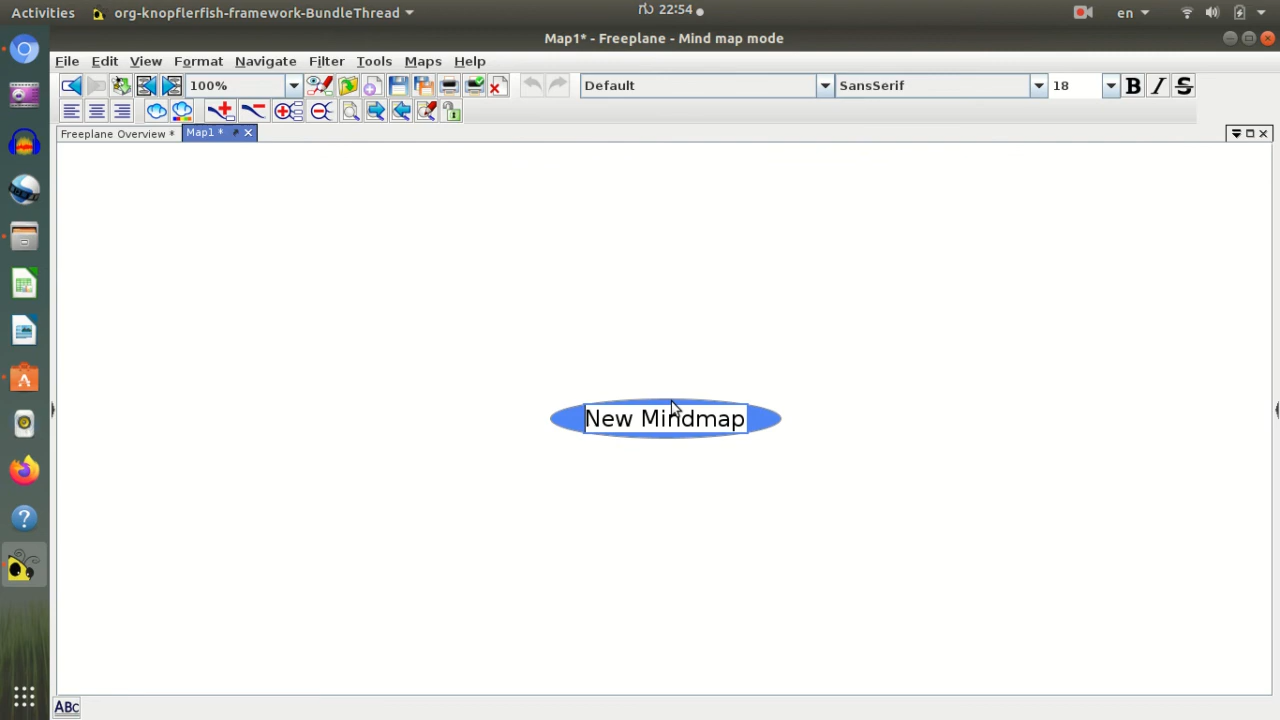 Activities org-knopflerfish-framework-BundleThread 22:54 en
Map1* - Freeplane - Mind map mode
File Edit View Format Navigate Filter Tools Maps Help
100% Default SansSerif 18 B I S
Freeplane Overview * Map1 *
New Mindmap
ABC